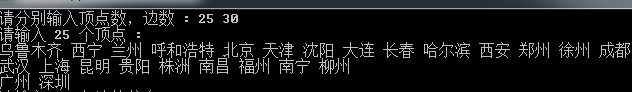 请分别输入顶点数，边数 : 25 30
请输入 25 个顶点 :
乌鲁木齐 西宁 兰州 呼和浩特 北京 天津 沈阳 大连 长春 哈尔滨 西安 郑州 徐州 成都
武汉 上海 昆明 贵阳 株洲 南昌 福州 南宁 柳州
广州 深圳